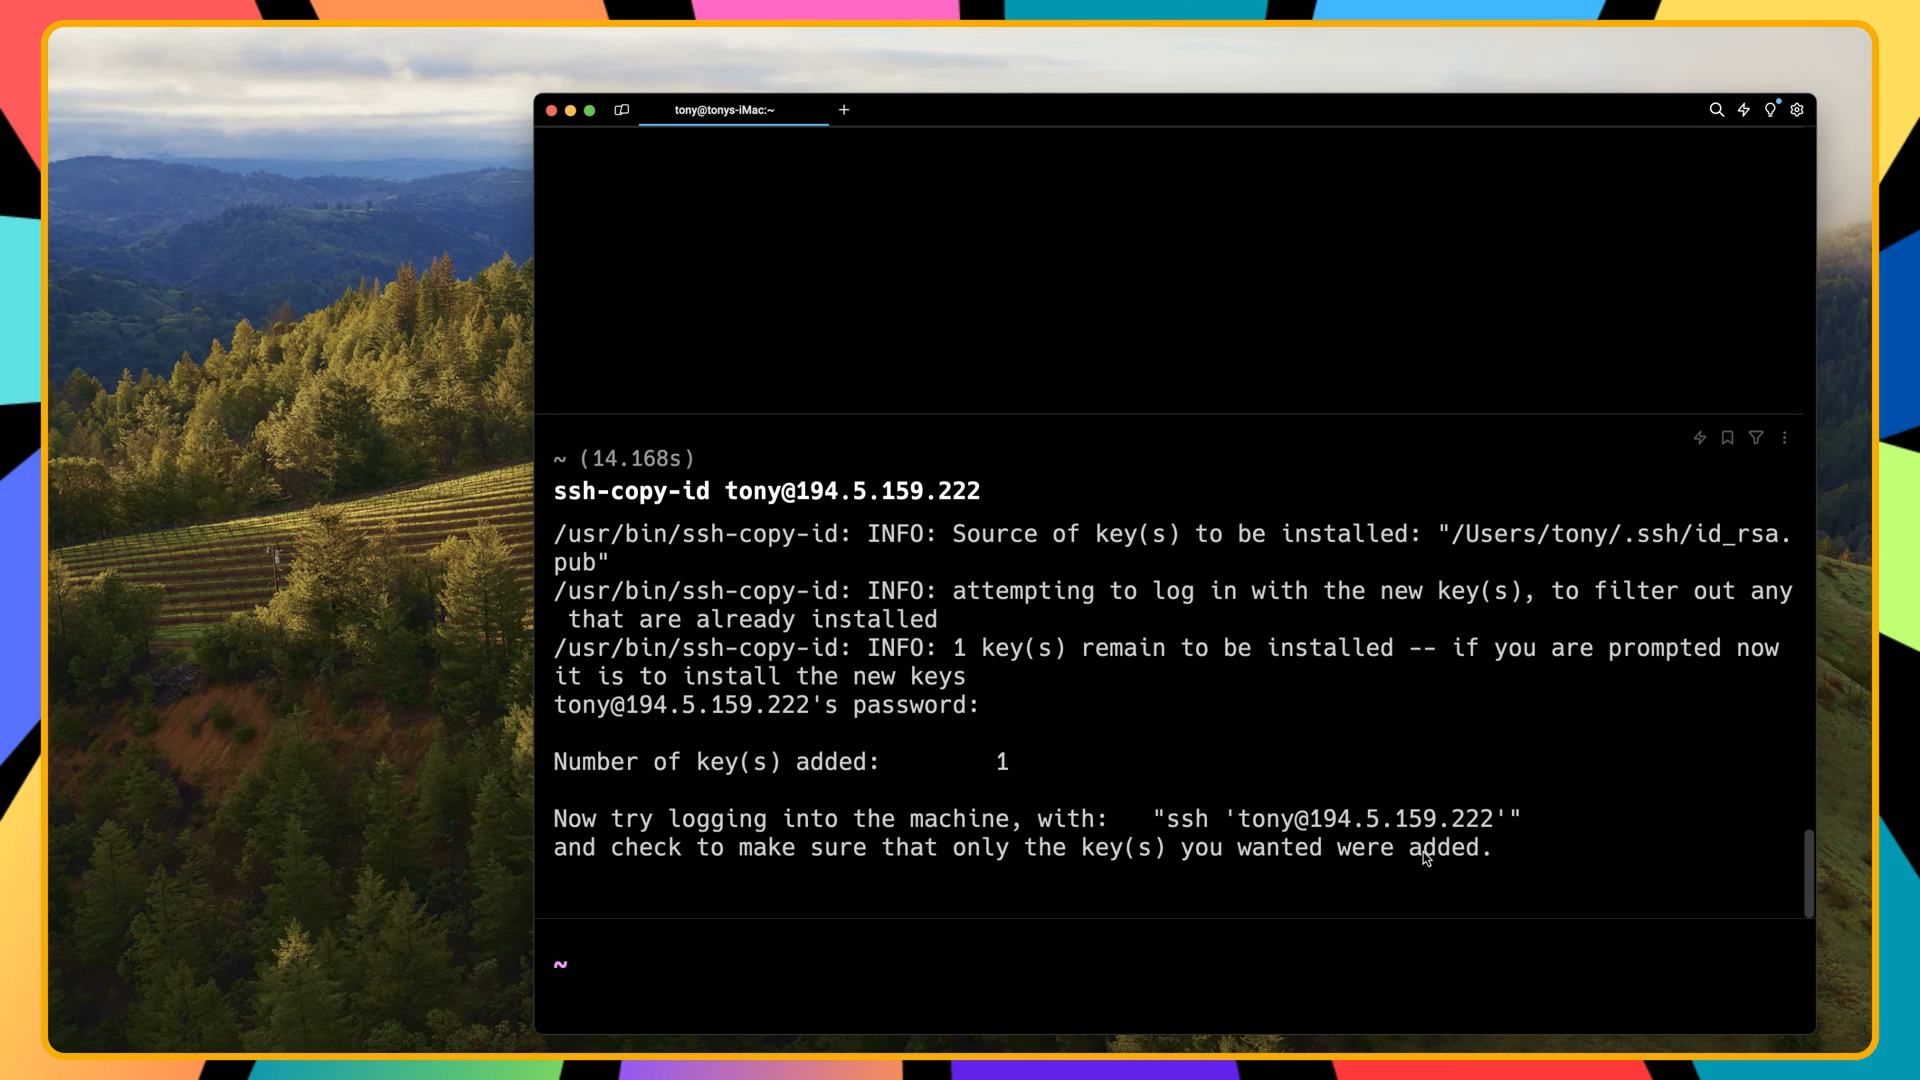 tony@tonys-iMac:~
~ (14.168s)
ssh-copy-id tony@194.5.159.222
/usr/bin/ssh-copy-id: INFO: Source of key(s) to be installed: "/Users/tony/.ssh/id_rsa.
pub"
/usr/bin/ssh-copy-id: INFO: attempting to log in with the new key(s), to filter out any
 that are already installed
/usr/bin/ssh-copy-id: INFO: 1 key(s) remain to be installed -- if you are prompted now
it is to install the new keys
tony@194.5.159.222's password:
Number of key(s) added:        1
Now try logging into the machine, with:   "ssh 'tony@194.5.159.222'"
and check to make sure that only the key(s) you wanted were added.
~